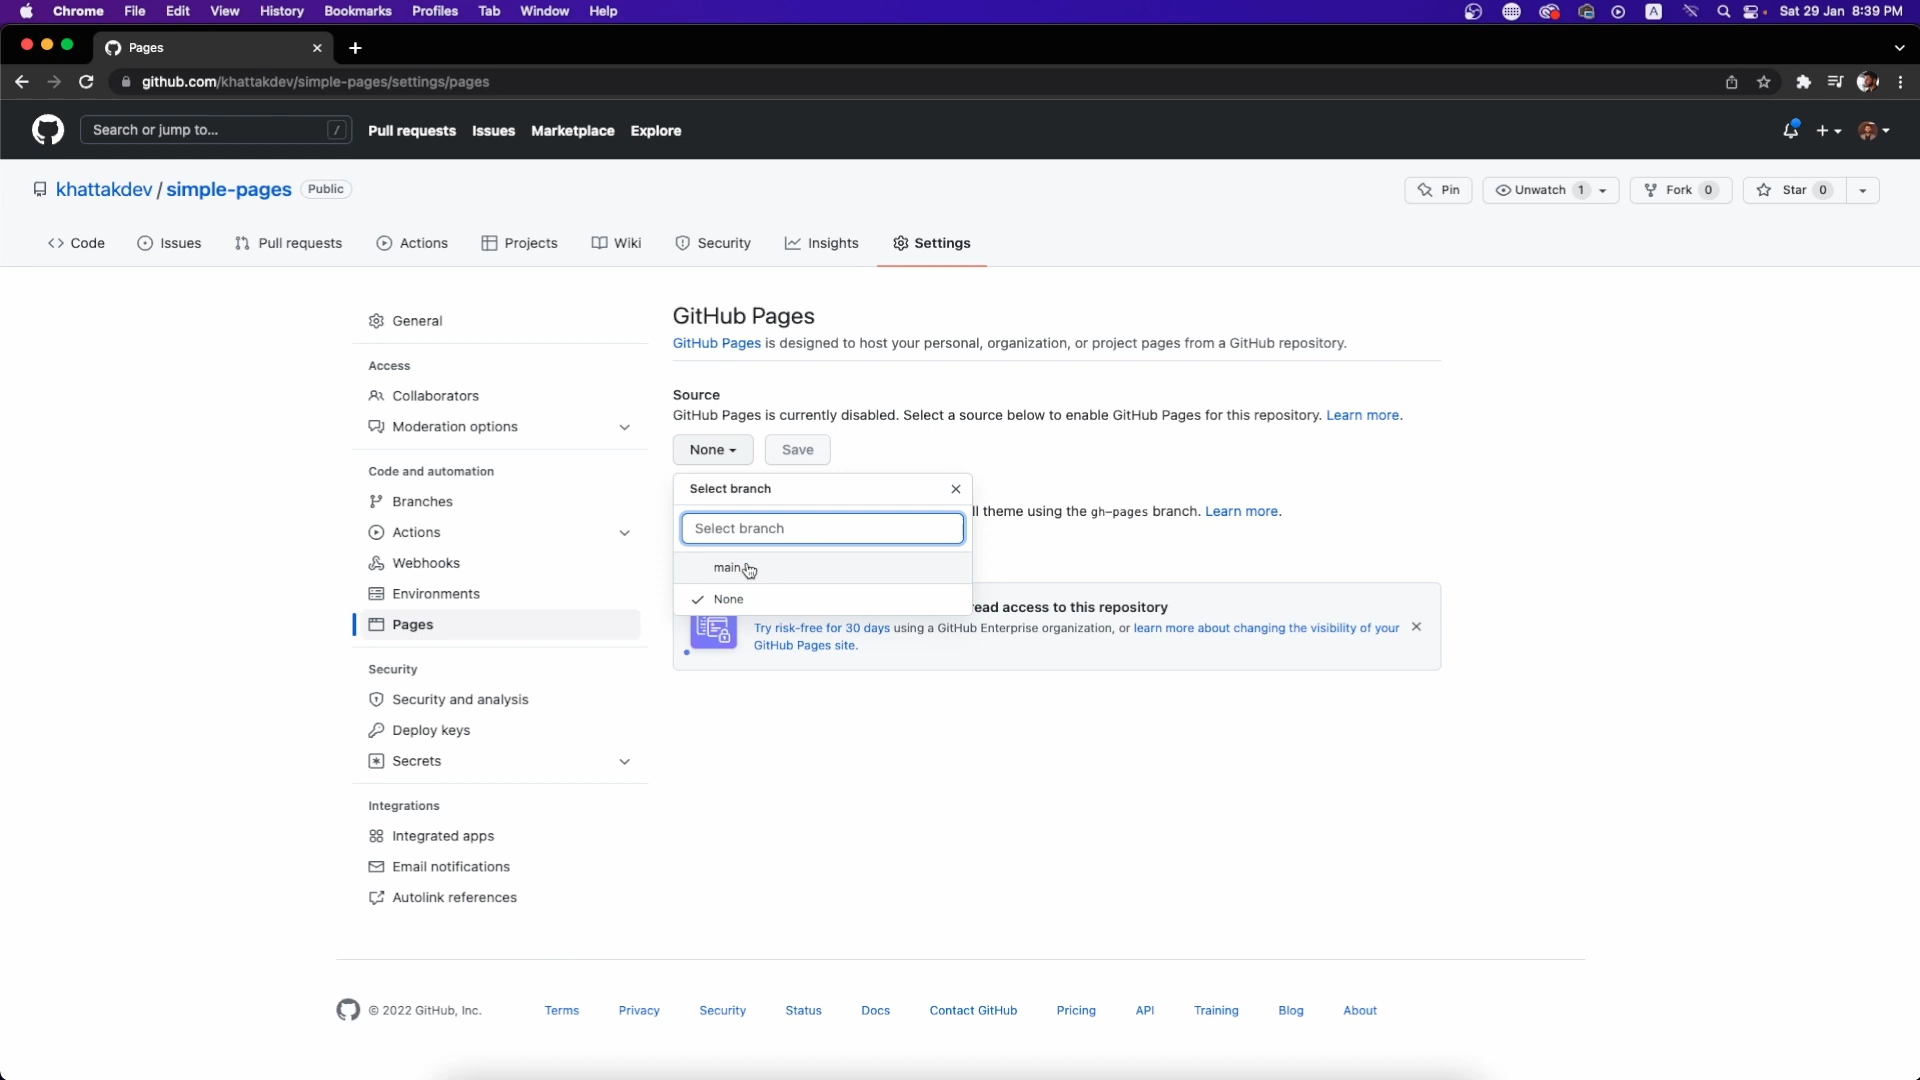 Chrome File Edit View History Bookmarks Profiles Tab Window Help A Sat 29 Jan 8:39 PM
Pages
github.com/khattakdev/simple-pages/settings/pages
Search or jump to... / Pull requests Issues Marketplace Explore
khattakdev / simple-pages Public Pin Unwatch 1 Fork 0 Star 0
Code Issues Pull requests Actions Projects Wiki Security Insights Settings
General
Access
Collaborators
Moderation options
Code and automation
Branches
Actions
Webhooks
Environments
Pages
Security
Security and analysis
Deploy keys
Secrets
Integrations
Integrated apps
Email notifications
Autolink references
GitHub Pages
GitHub Pages is designed to host your personal, organization, or project pages from a GitHub repository.
Source
GitHub Pages is currently disabled. Select a source below to enable GitHub Pages for this repository. Learn more.
None Save
Select branch
ll theme using the gh-pages branch. Learn more.
Select branch
main
None
read access to this repository
Try risk-free for 30 days using a GitHub Enterprise organization, or learn more about changing the visibility of your
GitHub Pages site.
© 2022 GitHub, Inc. Terms Privacy Security Status Docs Contact GitHub Pricing API Training Blog About